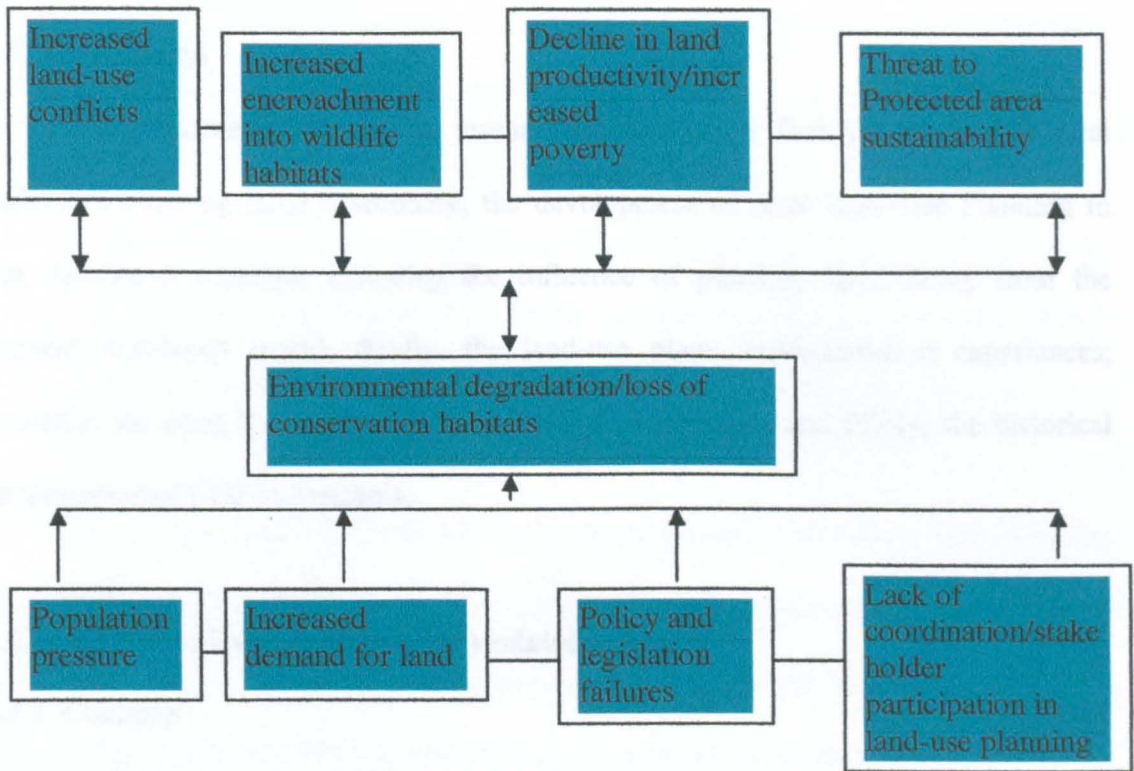 Increased
land-use
conflicts
Increased
encroachment
into wildlife
habitats
Decline in land
productivity/incr
eased
poverty
Threat to
Protected area
sustainability
Environmental degradation/loss of
conservation habitats
Population
pressure
Increased
demand for land
Policy and
legislation
failures
Lack of
coordination/stake
holder
participation in
land-use planning